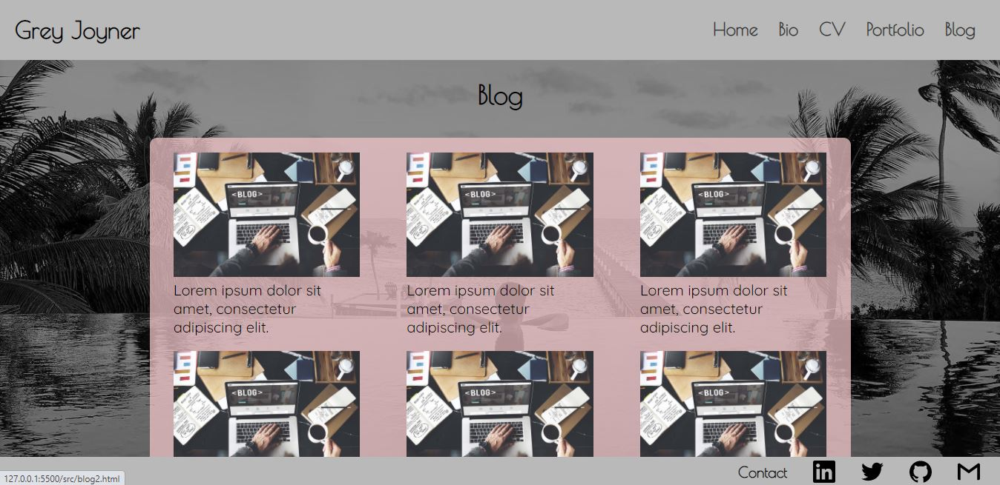 Grey Joyner
Home Bio CV Portfolio Blog
Blog
<BLOG>
<BLOG>
<BLOG>
Lorem ipsum dolor sit
amet, consectetur
adipiscing elit.
Lorem ipsum dolor sit
amet, consectetur
adipiscing elit.
Lorem ipsum dolor sit
amet, consectetur
adipiscing elit.
<BLOG>
<BLOG>
<BLOG>
Contact
127.0.0.1:5500/src/blog2.html